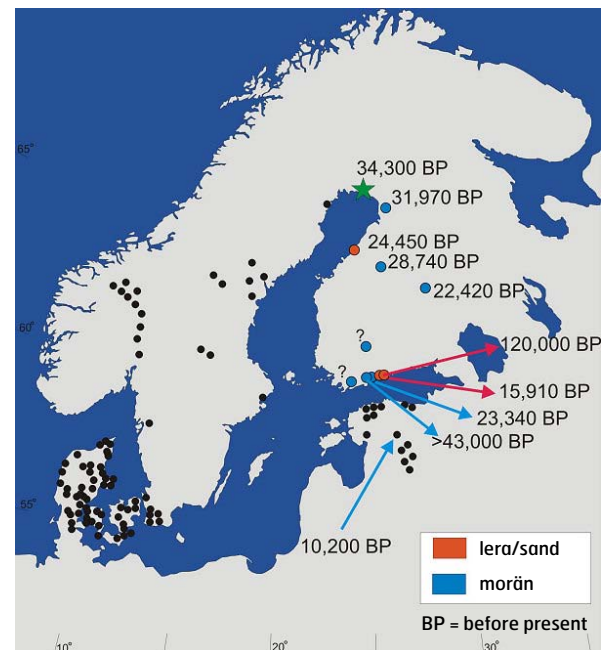 65°
34,300 BP
31,970 BP
24,450 BP
28,740 BP
22,420 BP
60°
?
120,000 BP
?
15,910 BP
23,340 BP
>43,000 BP
55°
10,200 BP
lera/sand
morän
BP = before present
10°
20°
30°